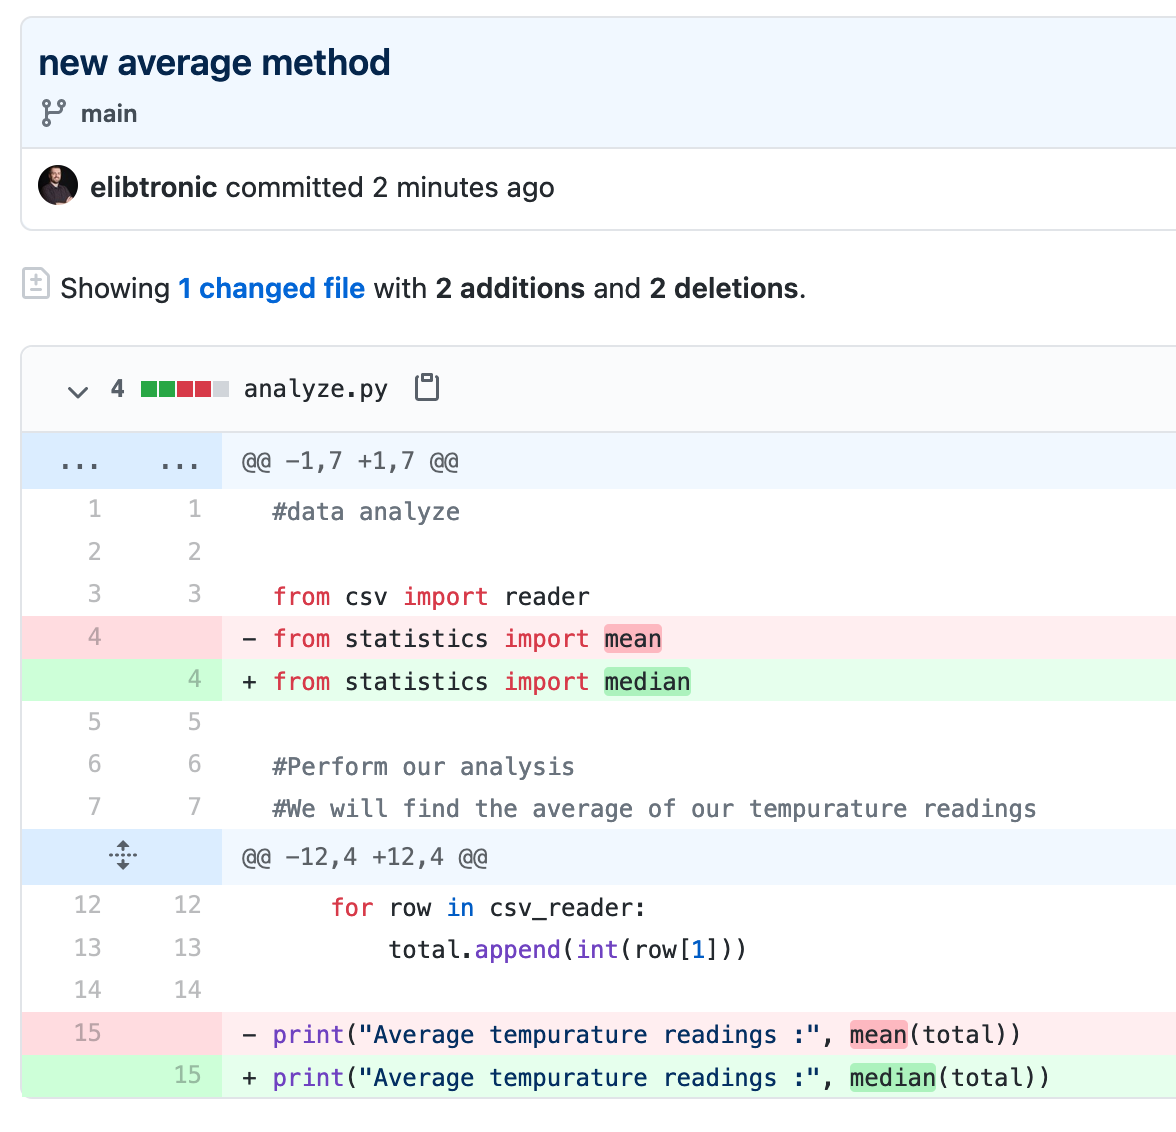 new average method
main
elibtronic committed 2 minutes ago
Showing 1 changed file with 2 additions and 2 deletions.
4 analyze.py
... ... @@ -1,7 +1,7 @@
1 1 #data analyze
2 2
3 3 from csv import reader
4 - from statistics import mean
4 + from statistics import median
5 5
6 6 #Perform our analysis
7 7 #We will find the average of our tempurature readings
@@ -12,4 +12,4 @@
12 12 for row in csv_reader:
13 13 total.append(int(row[1]))
14 14
15 - print("Average tempurature readings :", mean(total))
15 + print("Average tempurature readings :", median(total))